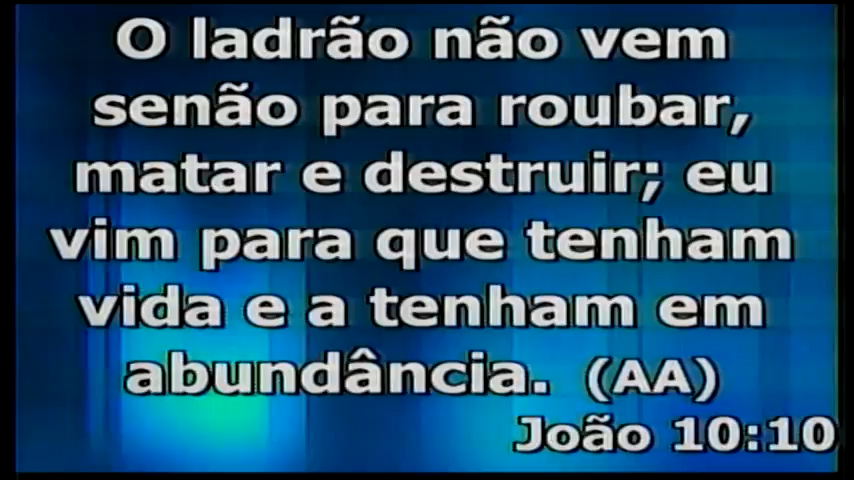 O ladrão não vem
senão para roubar,
matar e destruir; eu
vim para que tenham
vida e a tenham em
abundância. (AA)
João 10:10